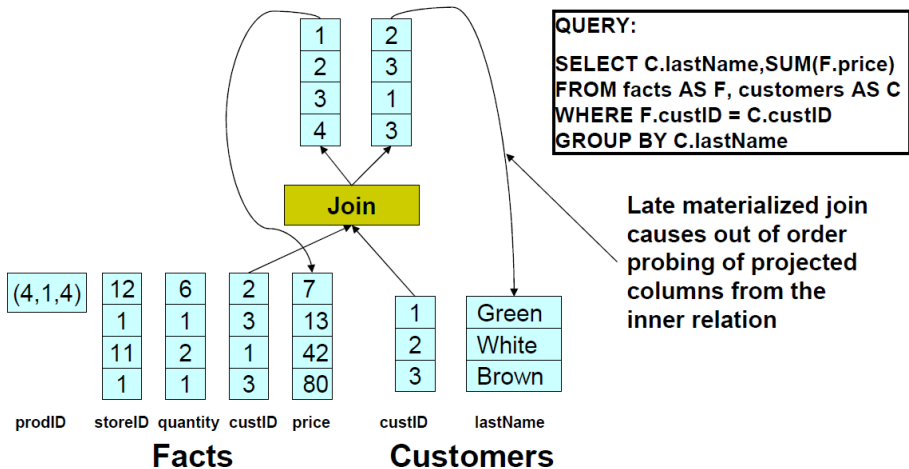 1
2
3
4
2
3
1
3
QUERY:
SELECT C.lastName,SUM(F.price)
FROM facts AS F, customers AS C
WHERE F.custID = C.custID
GROUP BY C.lastName
Join
Late materialized join
causes out of order
probing of projected
columns from the
inner relation
(4,1,4)
12
1
11
1
6
1
2
1
2
3
1
3
7
13
42
80
1
2
3
Green
White
Brown
prodID
storeID
quantity
custID
price
custID
lastName
Facts
Customers